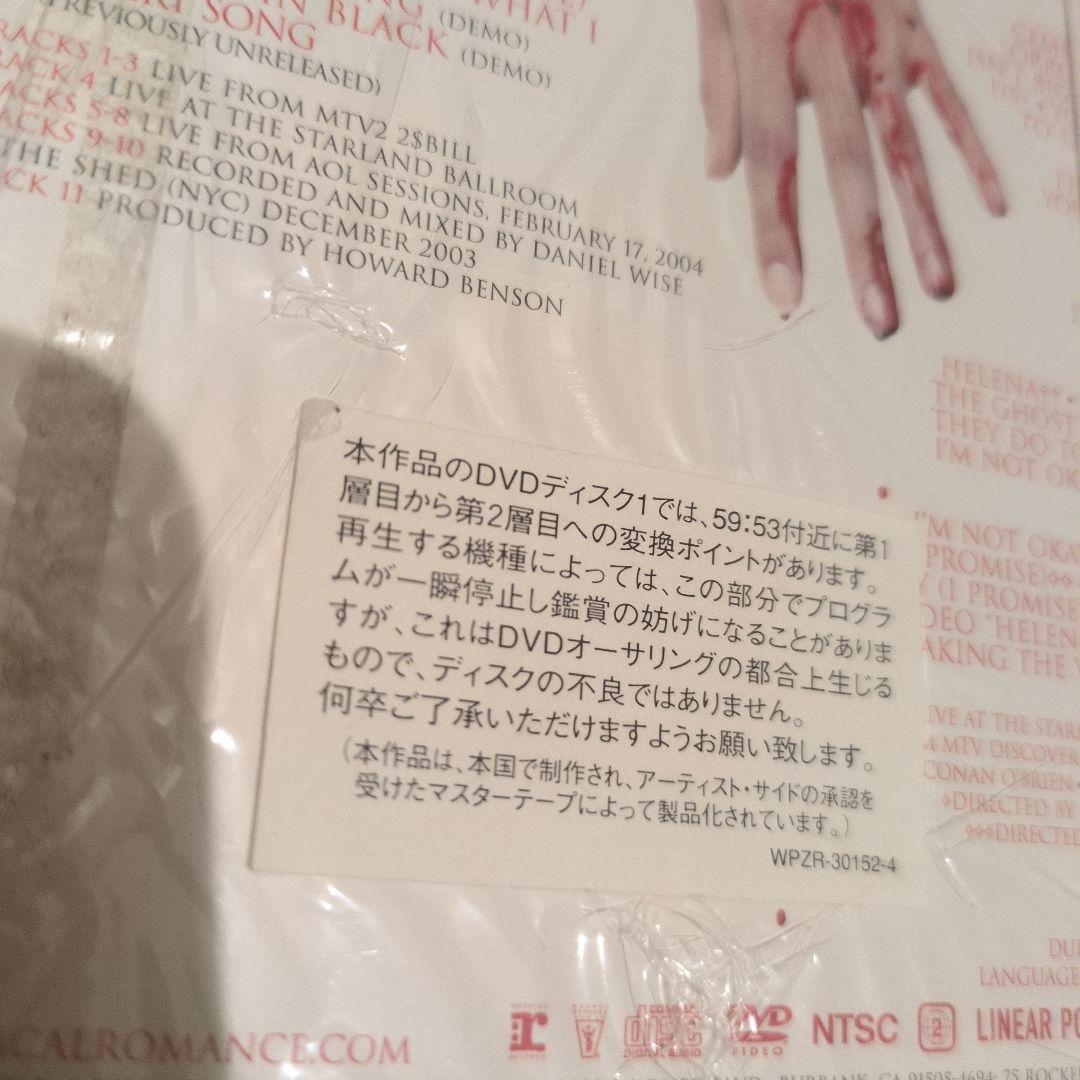 WHAT I
SONG
IN BLACK (DEMO)
(DEMO)
PREVIOUSLY UNRELEASED)
TRACKS 1-3 LIVE FROM MTV2 2$BILL
TRACK 4 LIVE AT THE STARLAND BALLROOM
TRACKS 5-8 LIVE FROM AOL SESSIONS, FEBRUARY 17, 2004
TRACKS 9-10 RECORDED AND MIXED BY DANIEL WISE
THE SHED (NYC) DECEMBER 2003
11 PRODUCED BY HOWARD BENSON
本作品のDVDディスク1では、59:53付近に第1
層目から第2層目への変換ポイントがあります。
再生する機種によっては、この部分でプログラ
ムが一瞬停止し鑑賞の妨げになることがありま
すが、これはDVDオーサリングの都合上生じる
もので、ディスクの不良ではありません。
何卒ご了承いただけますようお願い致します。
(本作品は、本国で制作され、アーティスト・サイドの承認を
受けたマスターテープによって製品化されています。)
WPZR-30152-4
HELENA‡‡
THE GHOST
THEY DO TO
I'M NOT OK
I'M NOT OKA
PROMISE)◊◊◊
(I PROMISE
"HELEN
THE
LIVE AT THE STARL
MTV DISCOVER
CONAN O'BRIEN
◊DIRECTED BY
◊◊◊DIRECTED
LANGUAGE
CALROMANCE.COM
r
COMPACT disc DIGITAL AUDIO
DVD VIDEO
NTSC
2
LINEAR PC
BURBANK, CA 91505-4694; 75 ROCKE